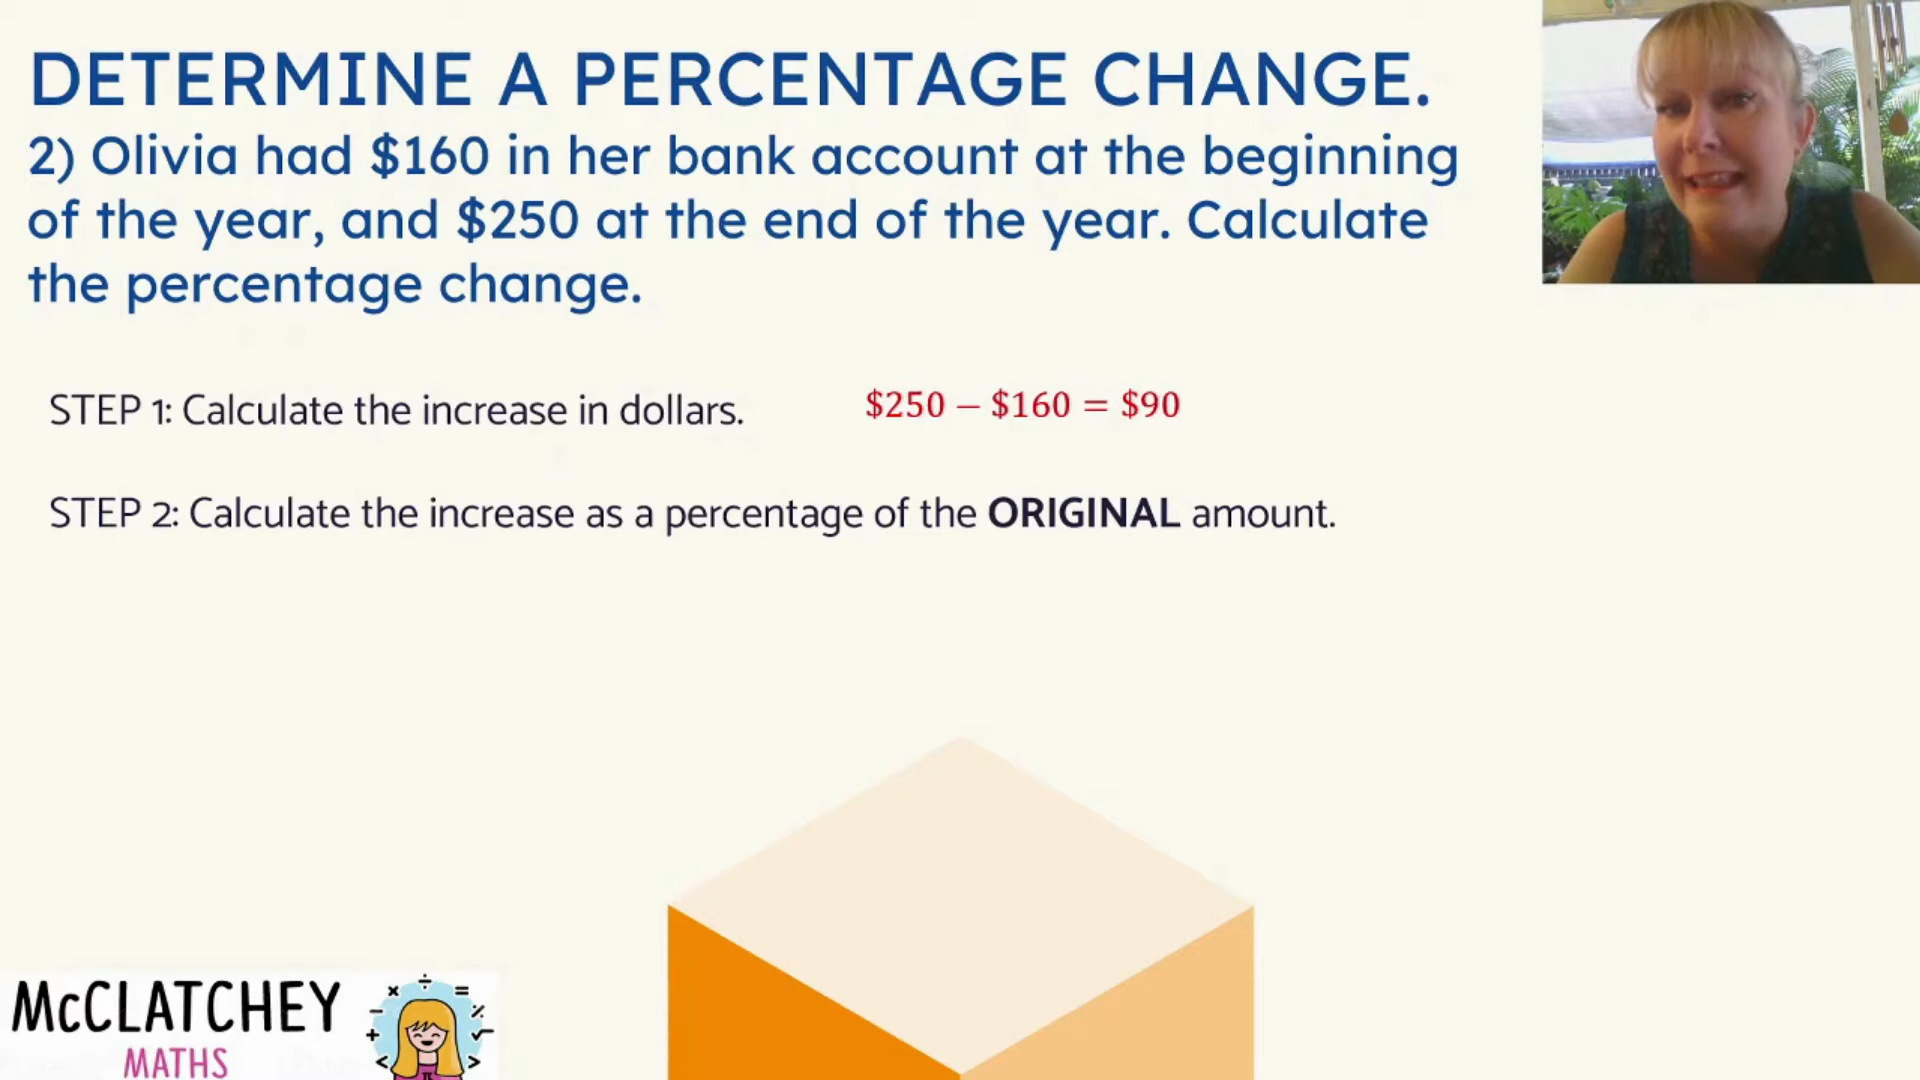 DETERMINE A PERCENTAGE CHANGE.
2) Olivia had $160 in her bank account at the beginning
of the year, and $250 at the end of the year. Calculate
the percentage change.
STEP 1: Calculate the increase in dollars.
$250 − $160 = $90
STEP 2: Calculate the increase as a percentage of the ORIGINAL amount.
McCLATCHEY
MATHS